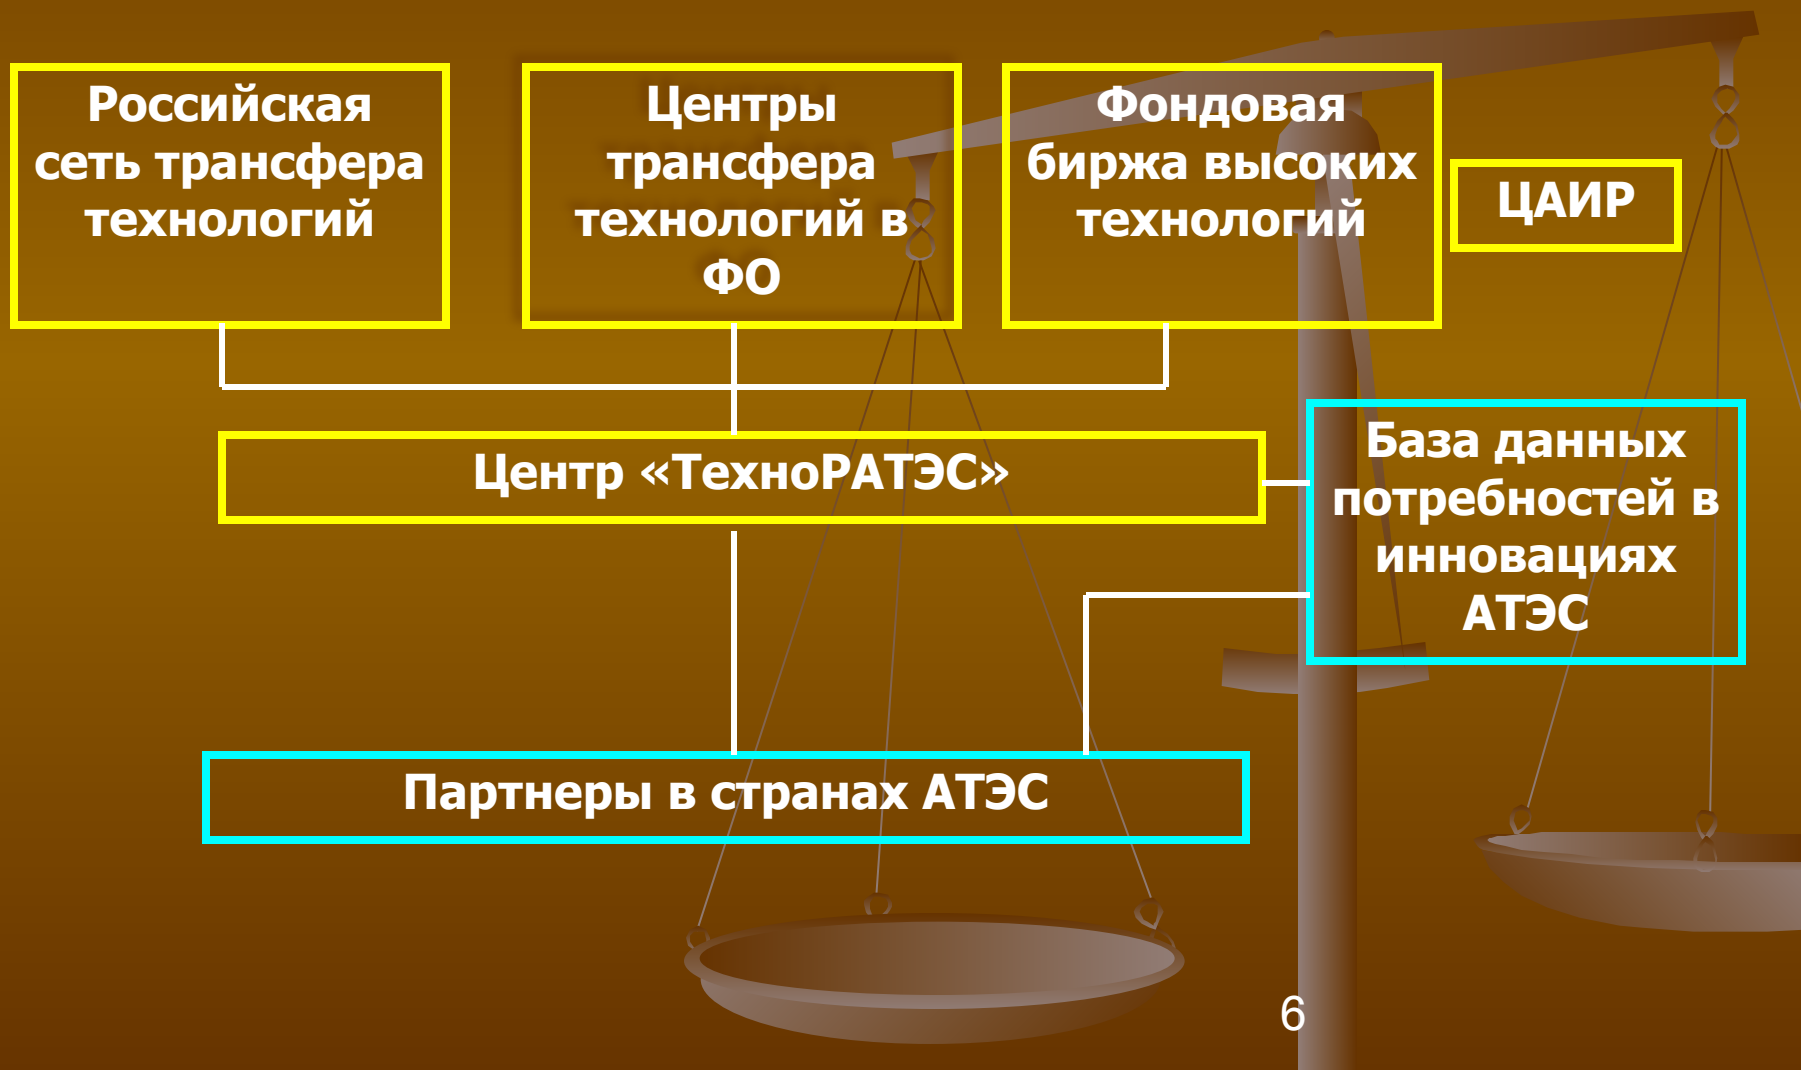 Российская
сеть трансфера
технологий
Центры
трансфера
технологий в
ФО
Фондовая
биржа высоких
технологий
ЦАИР
Центр «ТехноРАТЭС»
База данных
потребностей в
инновациях
АТЭС
Партнеры в странах АТЭС
6